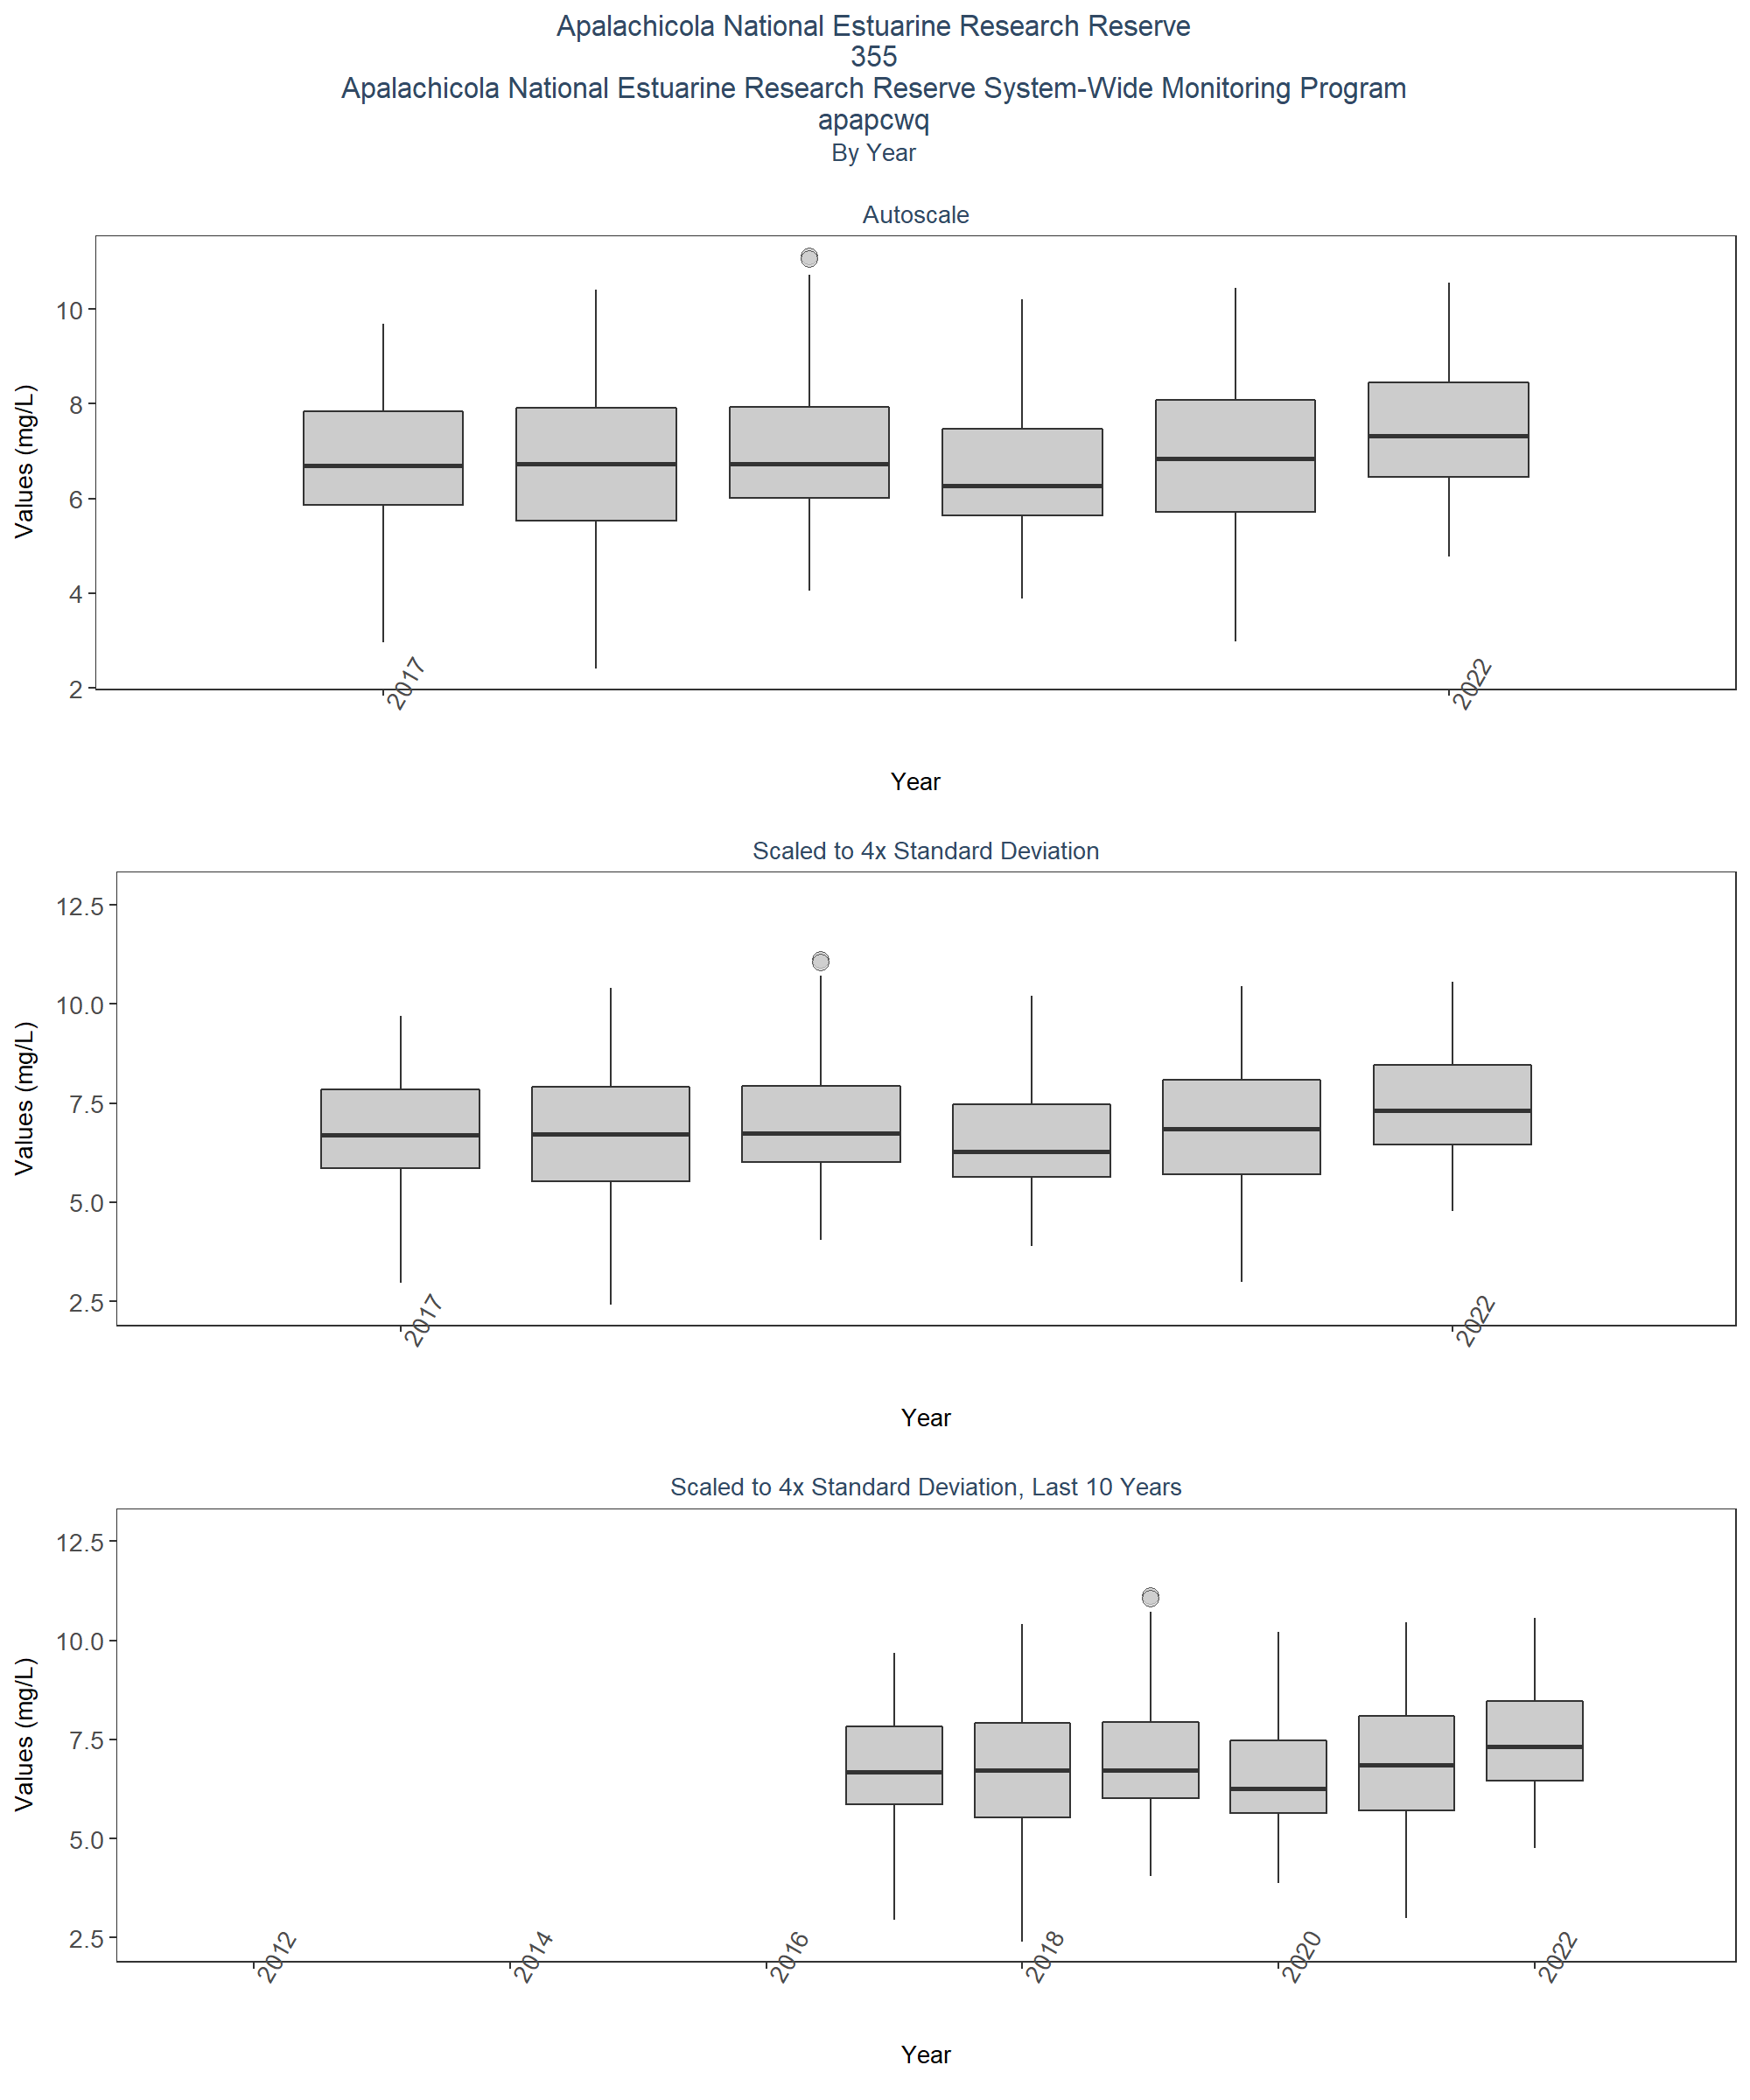 Apalachicola National Estuarine Research Reserve
355
Apalachicola National Estuarine Research Reserve System-Wide Monitoring Program
apapcwq
By Year
Autoscale
Values (mg/L)
10
8
6
4
2
2017
2022
Year
Scaled to 4x Standard Deviation
Values (mg/L)
12.5
10.0
7.5
5.0
2.5
2017
2022
Year
Scaled to 4x Standard Deviation, Last 10 Years
Values (mg/L)
12.5
10.0
7.5
5.0
2.5
2012
2014
2016
2018
2020
2022
Year